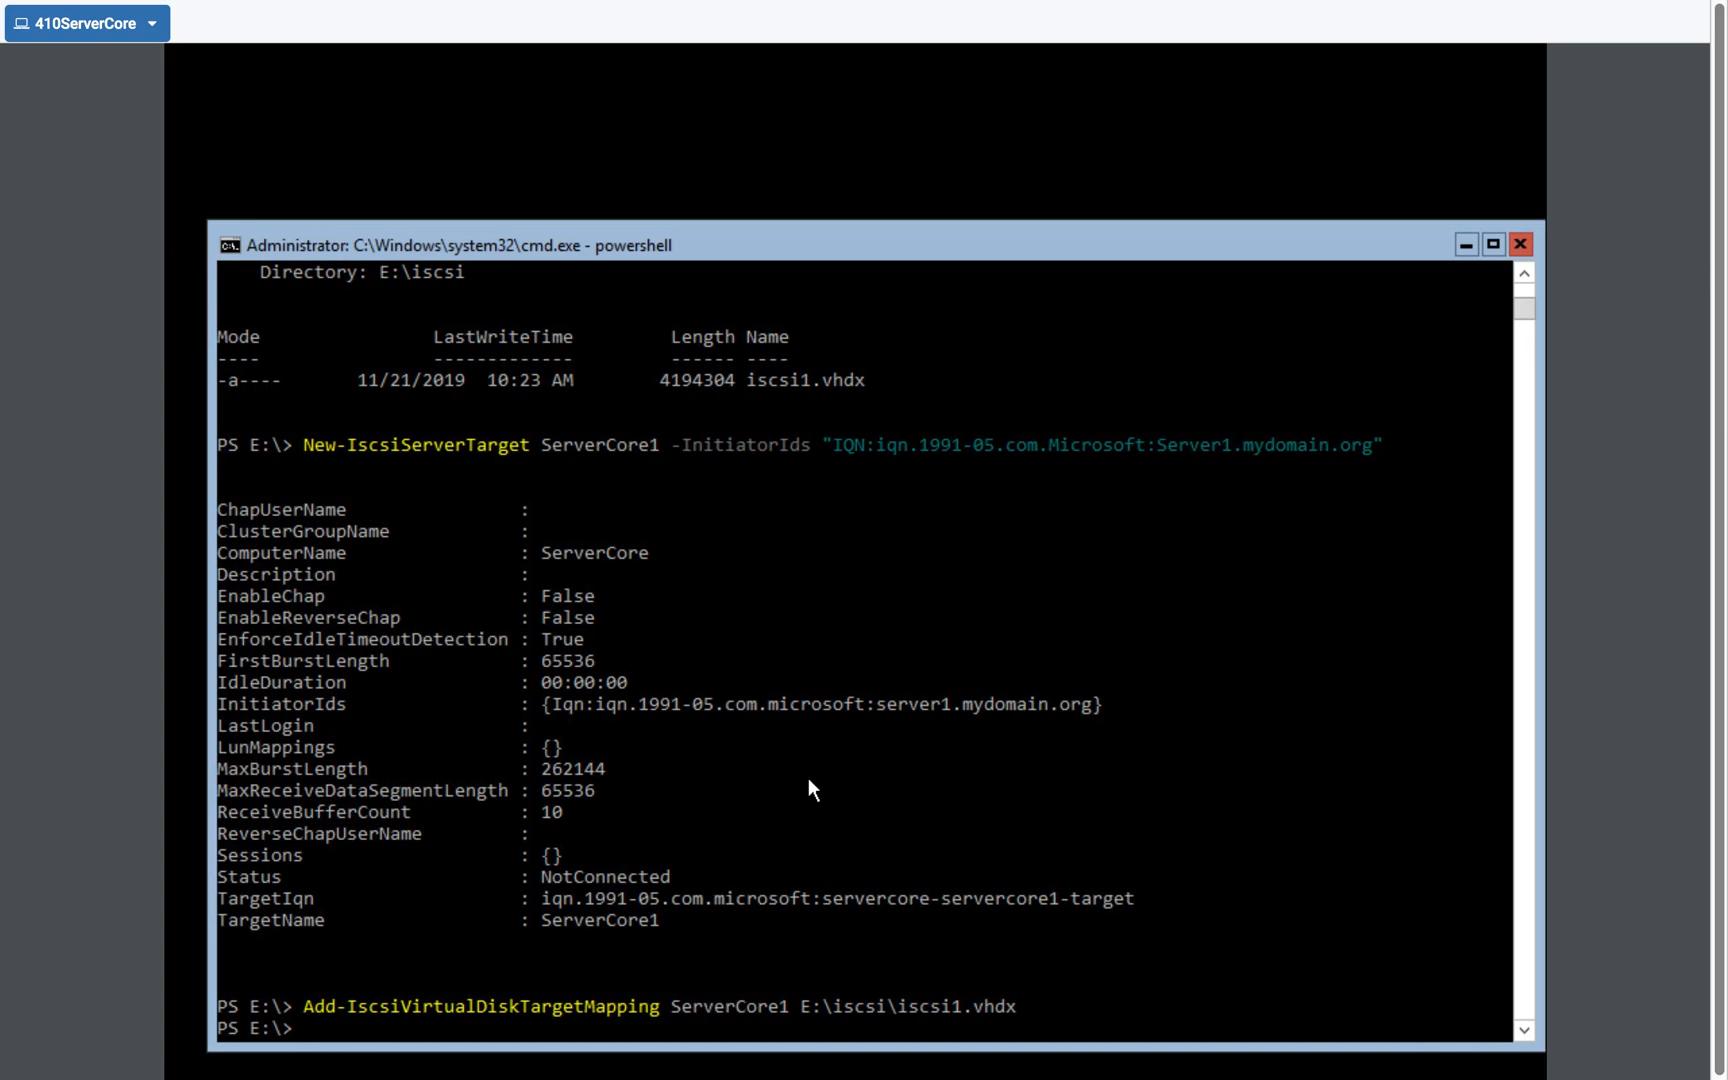 410ServerCore
Administrator: C:\Windows\system32\cmd.exe - powershell
Directory: E:\iscsi
Mode LastWriteTime Length Name
---- ------------- ------ ----
-a---- 11/21/2019 10:23 AM 4194304 iscsi1.vhdx
PS E:\> New-IscsiServerTarget ServerCore1 -InitiatorIds "IQN:iqn.1991-05.com.Microsoft:Server1.mydomain.org"
ChapUserName :
ClusterGroupName :
ComputerName : ServerCore
Description :
EnableChap : False
EnableReverseChap : False
EnforceIdleTimeoutDetection : True
FirstBurstLength : 65536
IdleDuration : 00:00:00
InitiatorIds : {Iqn:iqn.1991-05.com.microsoft:server1.mydomain.org}
LastLogin :
LunMappings : {}
MaxBurstLength : 262144
MaxReceiveDataSegmentLength : 65536
ReceiveBufferCount : 10
ReverseChapUserName :
Sessions : {}
Status : NotConnected
TargetIqn : iqn.1991-05.com.microsoft:servercore-servercore1-target
TargetName : ServerCore1
PS E:\> Add-IscsiVirtualDiskTargetMapping ServerCore1 E:\iscsi\iscsi1.vhdx
PS E:\>